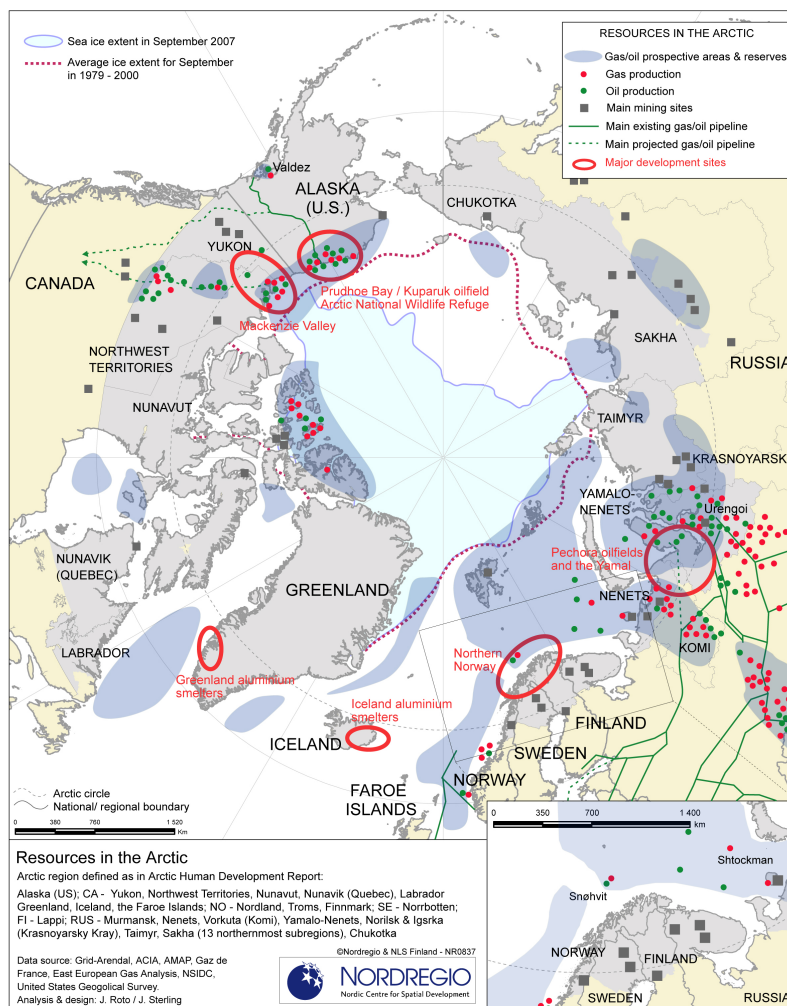 Sea ice extent in September 2007
Average ice extent for September
in 1979 - 2000
RESOURCES IN THE ARCTIC
Gas/oil prospective areas & reserves
Gas production
Oil production
Main mining sites
Main existing gas/oil pipeline
Main projected gas/oil pipeline
Major development sites
Valdez
ALASKA
(U.S.)
CHUKOTKA
YUKON
CANADA
Prudhoe Bay / Kuparuk oilfield
Arctic National Wildlife Refuge
Mackenzie Valley
NORTHWEST
TERRITORIES
SAKHA
RUSSIA
NUNAVUT
TAIMYR
KRASNOYARSK
YAMALO-
NENETS
Urengoi
NUNAVIK
(QUEBEC)
Pechora oilfields
and the Yamal
GREENLAND
NENETS
LABRADOR
KOMI
Northern
Norway
Greenland aluminium
smelters
Iceland aluminium
smelters
ICELAND
FINLAND
SWEDEN
NORWAY
FAROE
ISLANDS
Arctic circle
National/ regional boundary
0 380 760 1 520
Km
0 350 700 1 400
km
Shtockman
Snøhvit
NORWAY
FINLAND
SWEDEN
RUSSIA
Resources in the Arctic
Arctic region defined as in Arctic Human Development Report:
Alaska (US); CA - Yukon, Northwest Territories, Nunavut, Nunavik (Quebec), Labrador
Greenland, Iceland, the Faroe Islands; NO - Nordland, Troms, Finnmark; SE - Norrbotten;
FI - Lappi; RUS - Murmansk, Nenets, Vorkuta (Komi), Yamalo-Nenets, Norilsk & Igsrka
(Krasnoyarsky Kray), Taimyr, Sakha (13 northernmost subregions), Chukotka
©Nordregio & NLS Finland - NR0837
Data source: Grid-Arendal, ACIA, AMAP, Gaz de
France, East European Gas Analysis, NSIDC,
United States Geogolical Survey.
Analysis & design: J. Roto / J. Sterling
NORDREGIO
Nordic Centre for Spatial Development